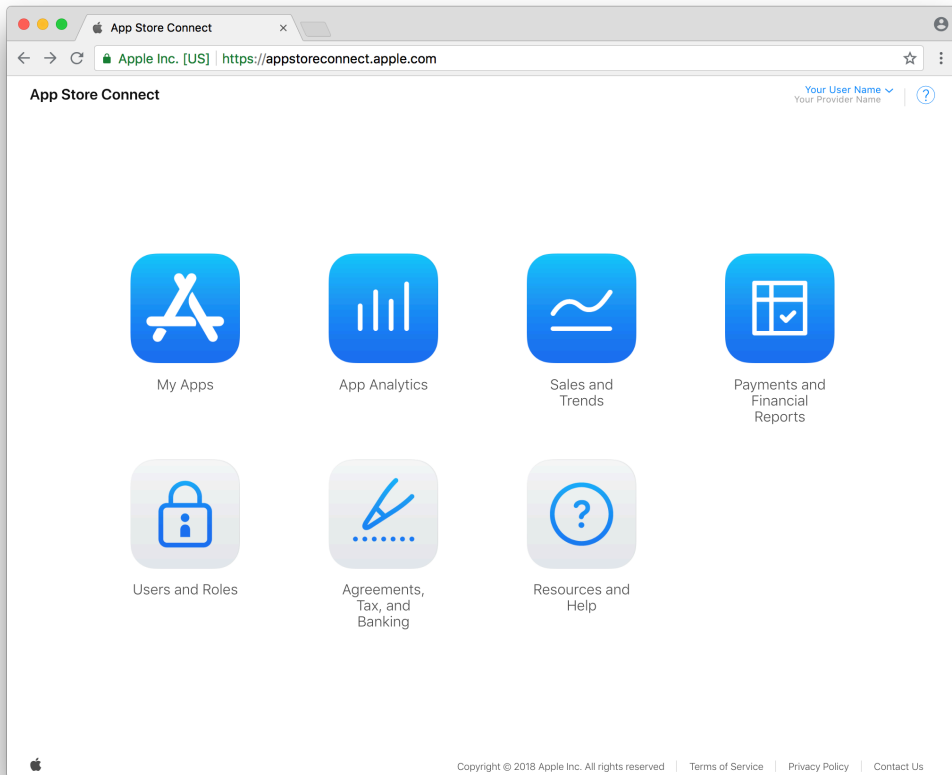 App Store Connect
Apple Inc. [US] https://appstoreconnect.apple.com
App Store Connect
Your User Name
Your Provider Name
?
My Apps
App Analytics
Sales and
Trends
Payments and
Financial
Reports
?
Users and Roles
Agreements,
Tax, and
Banking
Resources and
Help
Copyright © 2018 Apple Inc. All rights reserved
Terms of Service
Privacy Policy
Contact Us